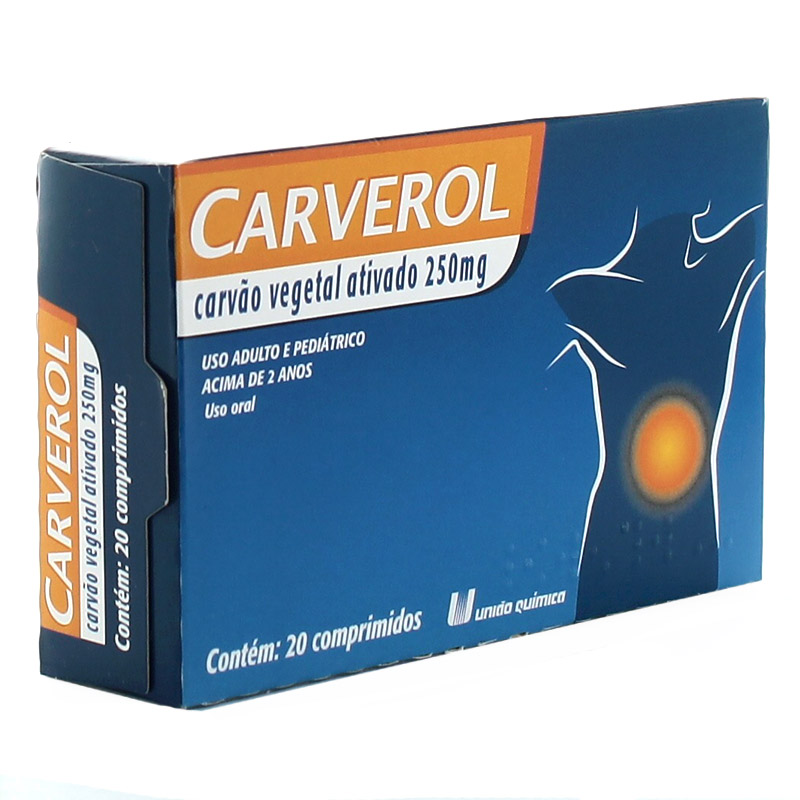 CARVEROL
carvão vegetal ativado 250mg
USO ADULTO E PEDIÁTRICO
ACIMA DE 2 ANOS
Uso oral
Contém: 20 comprimidos
união química
CARVEROL
carvão vegetal ativado 250mg
Contém: 20 comprimidos